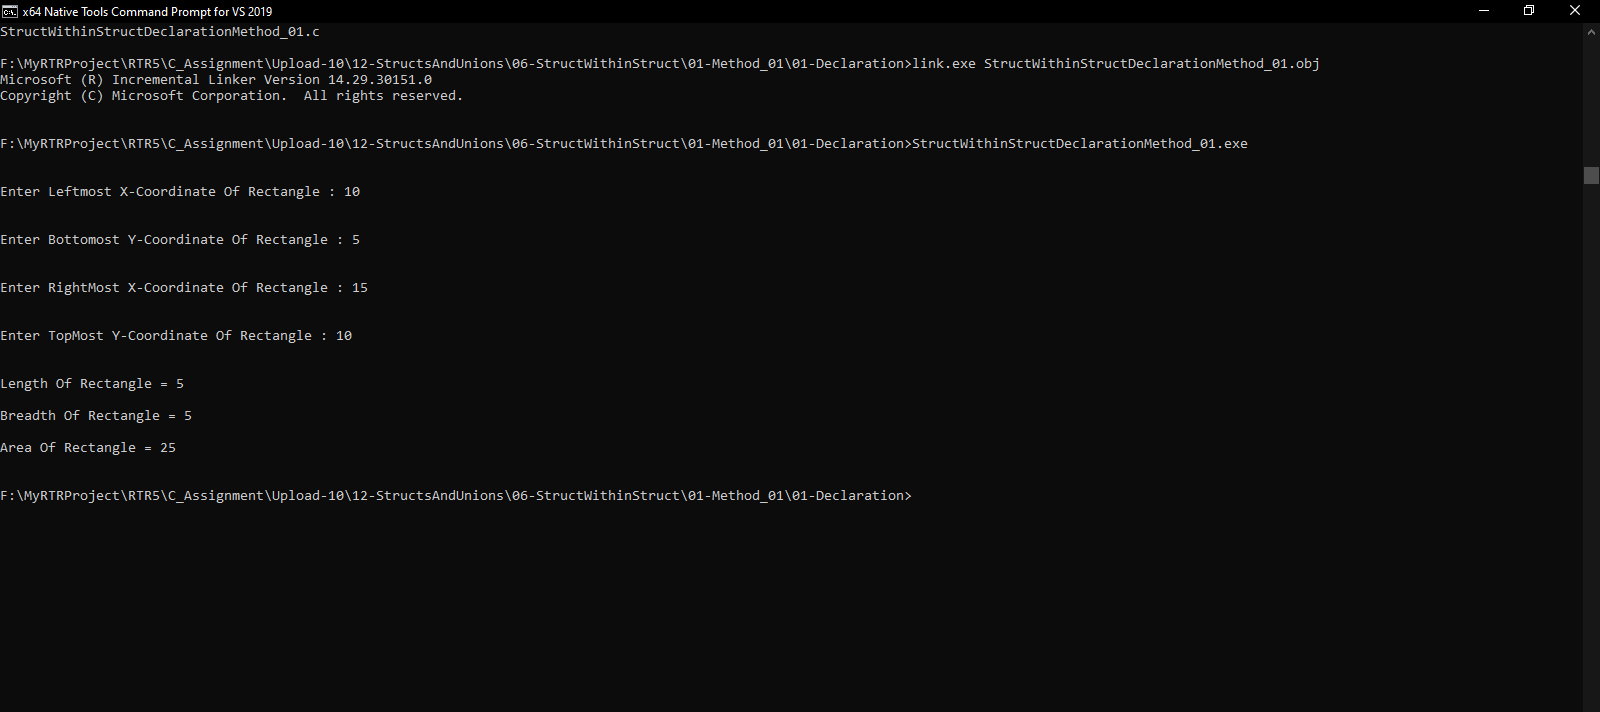 x64 Native Tools Command Prompt for VS 2019
StructWithinStructDeclarationMethod_01.c
F:\MyRTRProject\RTR5\C_Assignment\Upload-10\12-StructsAndUnions\06-StructWithinStruct\01-Method_01\01-Declaration>link.exe StructWithinStructDeclarationMethod_01.obj
Microsoft (R) Incremental Linker Version 14.29.30151.0
Copyright (C) Microsoft Corporation.  All rights reserved.
F:\MyRTRProject\RTR5\C_Assignment\Upload-10\12-StructsAndUnions\06-StructWithinStruct\01-Method_01\01-Declaration>StructWithinStructDeclarationMethod_01.exe
Enter Leftmost X-Coordinate Of Rectangle : 10
Enter Bottomost Y-Coordinate Of Rectangle : 5
Enter RightMost X-Coordinate Of Rectangle : 15
Enter TopMost Y-Coordinate Of Rectangle : 10
Length Of Rectangle = 5
Breadth Of Rectangle = 5
Area Of Rectangle = 25
F:\MyRTRProject\RTR5\C_Assignment\Upload-10\12-StructsAndUnions\06-StructWithinStruct\01-Method_01\01-Declaration>